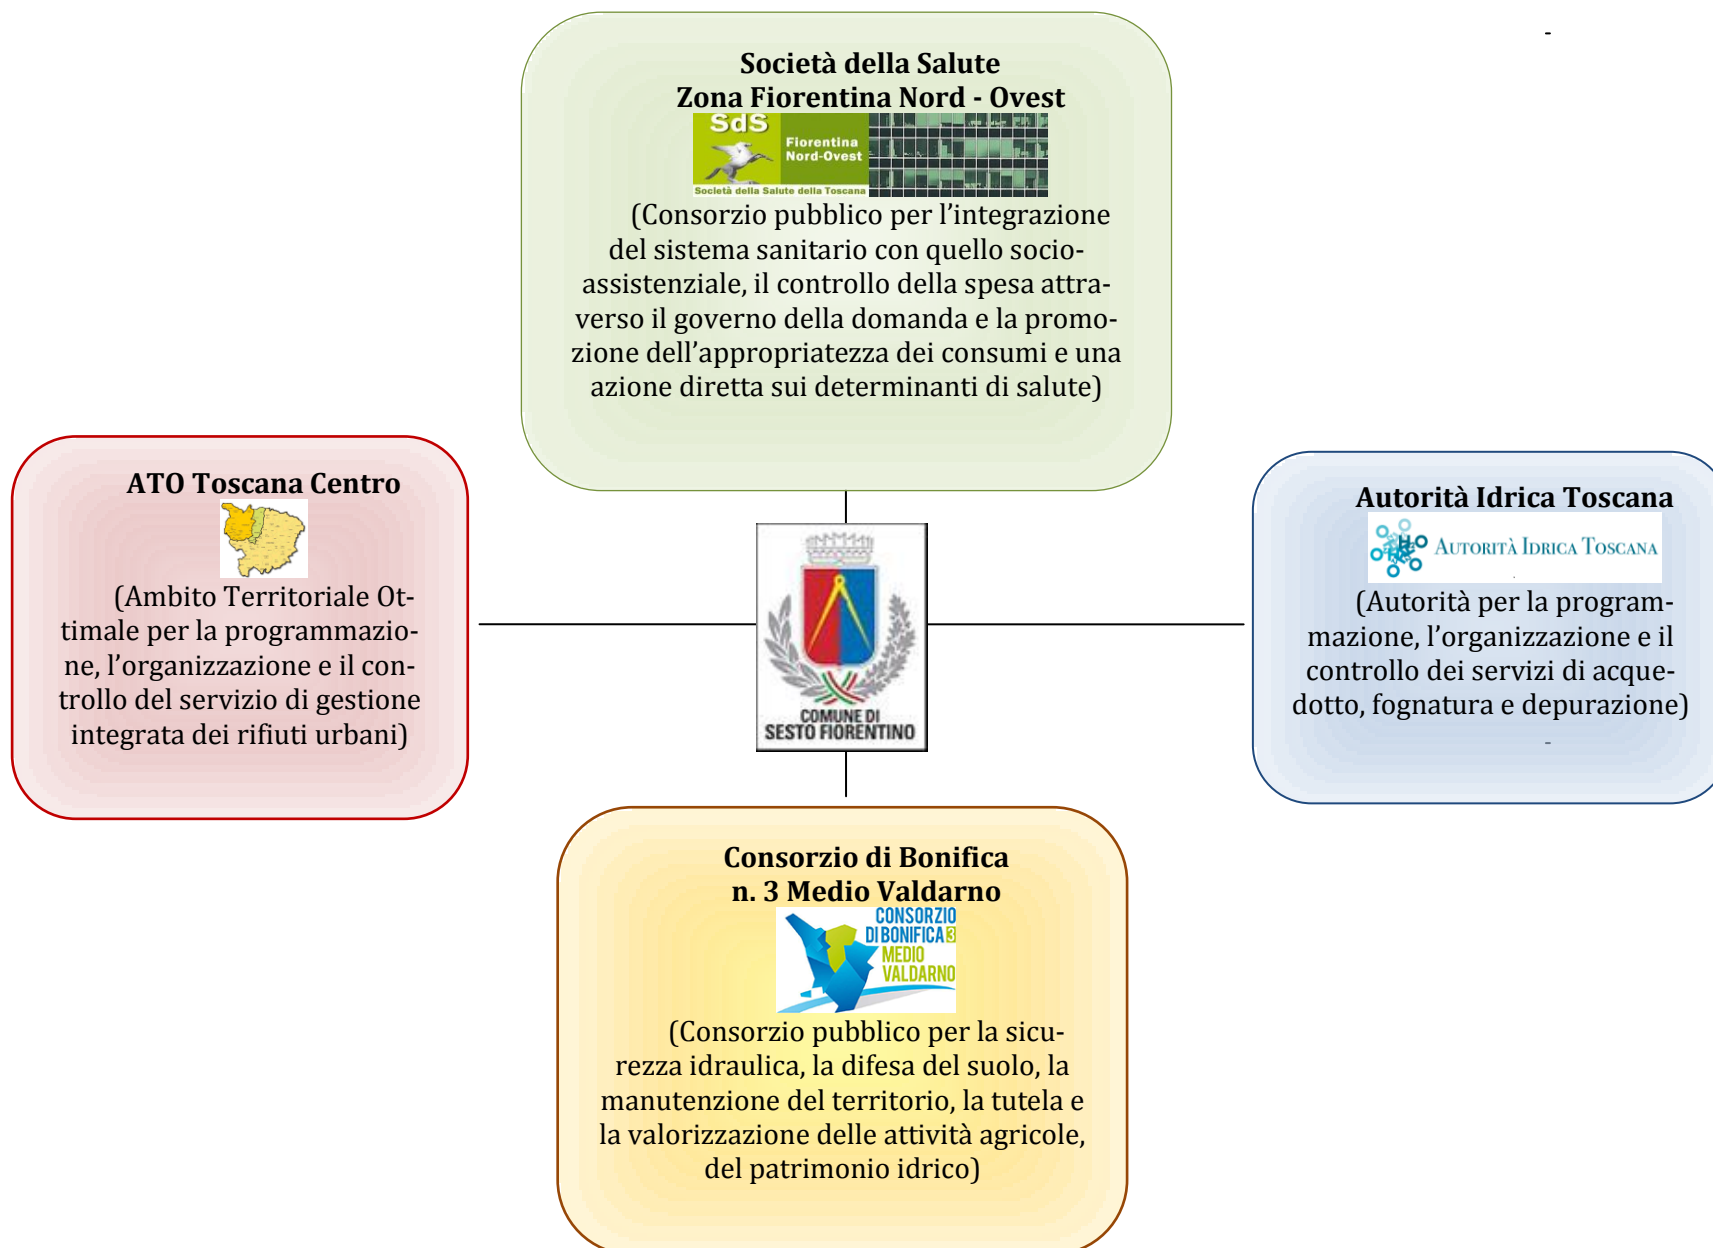 -
Società della Salute
Zona Fiorentina Nord - Ovest
SdS
Fiorentina
Nord-Ovest
Società della Salute della Toscana
(Consorzio pubblico per l’integrazione
del sistema sanitario con quello socio-
assistenziale, il controllo della spesa attra-
verso il governo della domanda e la promo-
zione dell’appropriatezza dei consumi e una
azione diretta sui determinanti di salute)
ATO Toscana Centro
(Ambito Territoriale Ot-
timale per la programmazio-
ne, l’organizzazione e il con-
trollo del servizio di gestione
integrata dei rifiuti urbani)
COMUNE DI
SESTO FIORENTINO
Autorità Idrica Toscana
AUTORITÀ IDRICA TOSCANA
(Autorità per la program-
mazione, l’organizzazione e il
controllo dei servizi di acque-
dotto, fognatura e depurazione)
-
Consorzio di Bonifica
n. 3 Medio Valdarno
CONSORZIO
DI BONIFICA 3
MEDIO
VALDARNO
(Consorzio pubblico per la sicu-
rezza idraulica, la difesa del suolo, la
manutenzione del territorio, la tutela e
la valorizzazione delle attività agricole,
del patrimonio idrico)